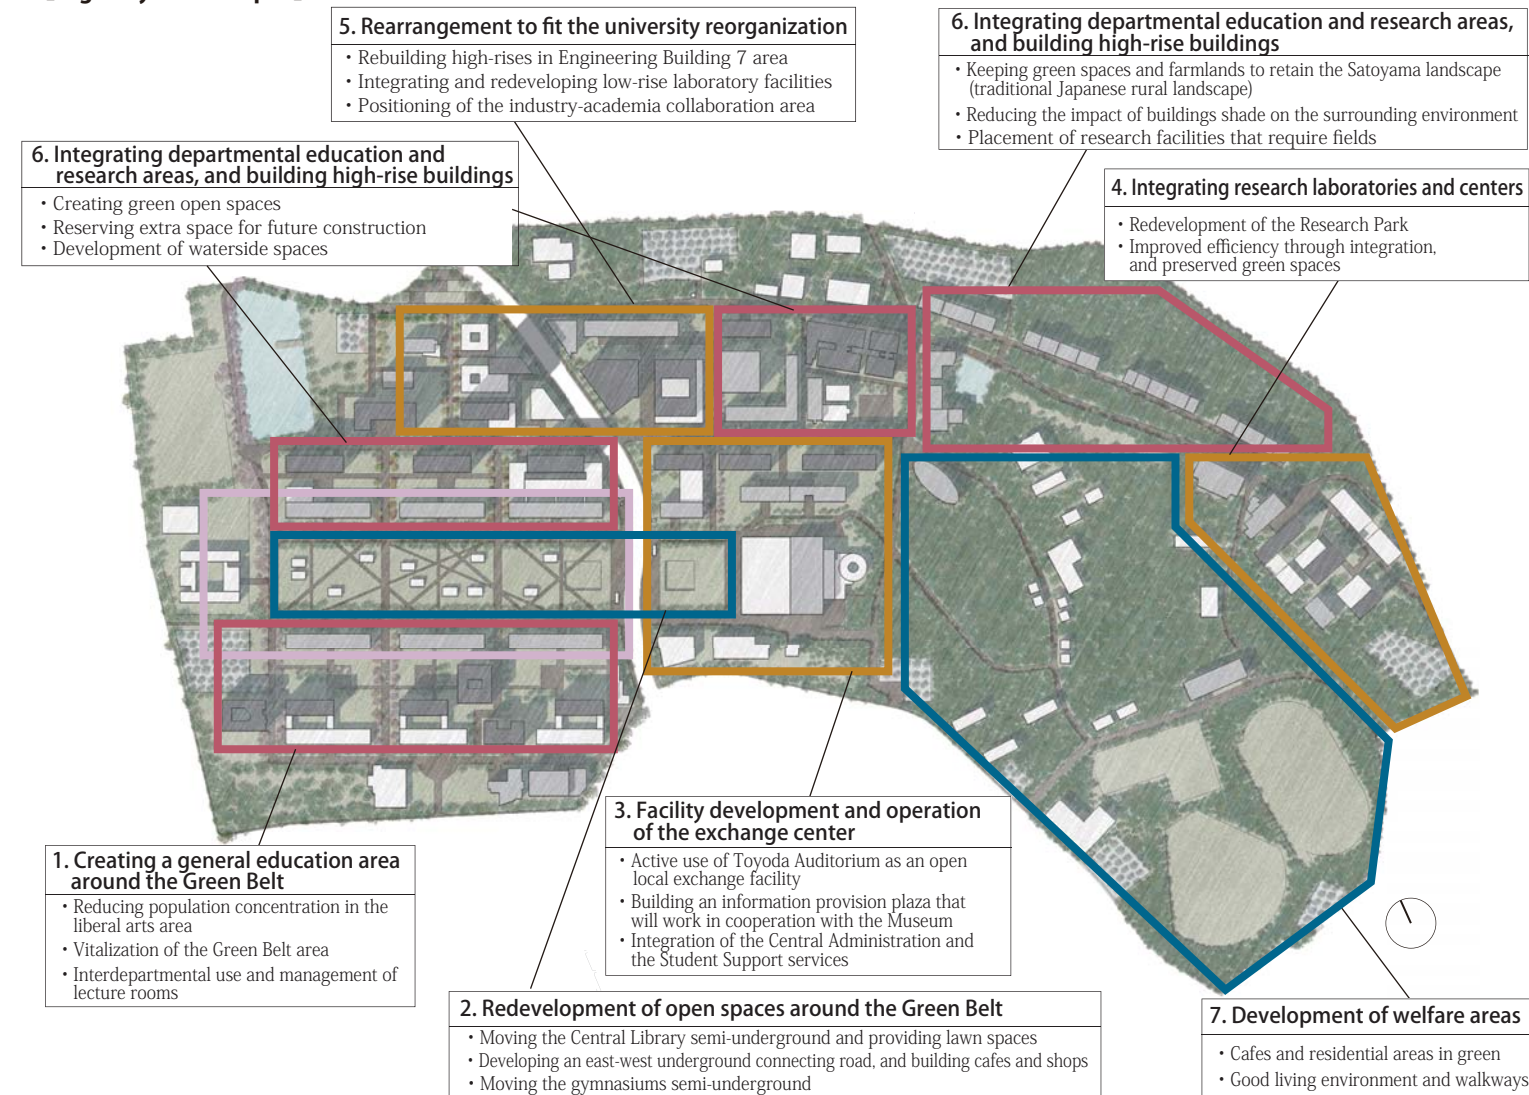 5. Rearrangement to fit the university reorganization
• Rebuilding high-rises in Engineering Building 7 area
• Integrating and redeveloping low-rise laboratory facilities
• Positioning of the industry-academia collaboration area
6. Integrating departmental education and research areas,
and building high-rise buildings
• Keeping green spaces and farmlands to retain the Satoyama landscape
(traditional Japanese rural landscape)
• Reducing the impact of buildings shade on the surrounding environment
• Placement of research facilities that require fields
6. Integrating departmental education and
research areas, and building high-rise buildings
• Creating green open spaces
• Reserving extra space for future construction
• Development of waterside spaces
4. Integrating research laboratories and centers
• Redevelopment of the Research Park
• Improved efficiency through integration,
and preserved green spaces
3. Facility development and operation
of the exchange center
• Active use of Toyoda Auditorium as an open
local exchange facility
• Building an information provision plaza that
will work in cooperation with the Museum
• Integration of the Central Administration and
the Student Support services
1. Creating a general education area
around the Green Belt
• Reducing population concentration in the
liberal arts area
• Vitalization of the Green Belt area
• Interdepartmental use and management of
lecture rooms
2. Redevelopment of open spaces around the Green Belt
• Moving the Central Library semi-underground and providing lawn spaces
• Developing an east-west underground connecting road, and building cafes and shops
• Moving the gymnasiums semi-underground
7. Development of welfare areas
• Cafes and residential areas in green
• Good living environment and walkways